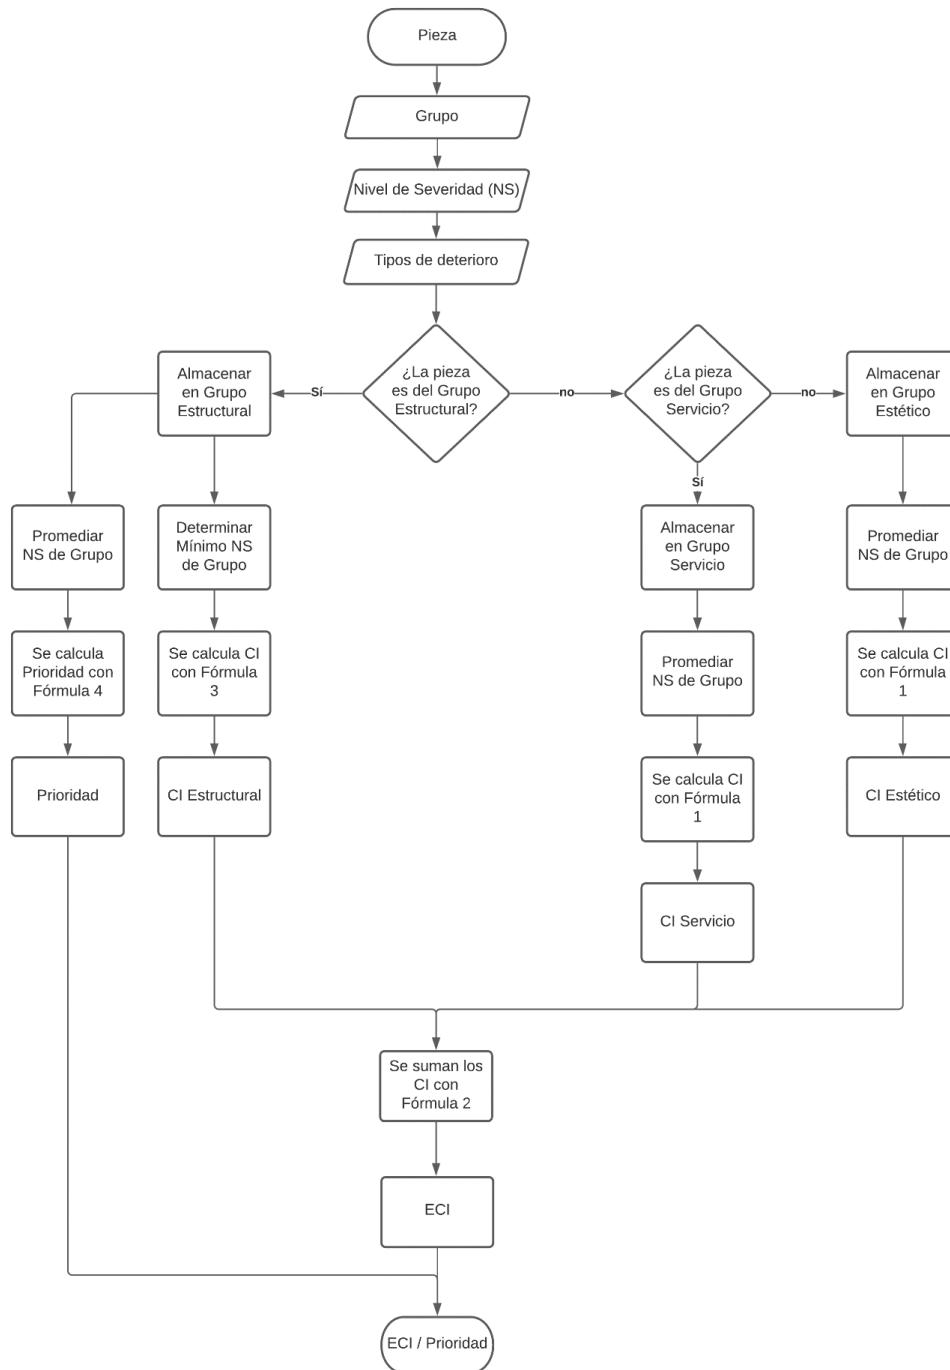 Pieza
Grupo
Nivel de Severidad (NS)
Tipos de deterioro
Almacenar
en Grupo
Estructural
Sí
¿La pieza
es del Grupo
Estructural?
no
¿La pieza
es del Grupo
Servicio?
no
Almacenar
en Grupo
Estético
Sí
Promediar
NS de Grupo
Determinar
Mínimo NS
de Grupo
Almacenar
en Grupo
Servicio
Promediar
NS de Grupo
Se calcula
Prioridad con
Fórmula 4
Se calcula CI
con Fórmula
3
Promediar
NS de Grupo
Se calcula CI
con Fórmula
1
Prioridad
CI Estructural
Se calcula CI
con Fórmula
1
CI Estético
CI Servicio
Se suman los
CI con
Fórmula 2
ECI
ECI / Prioridad